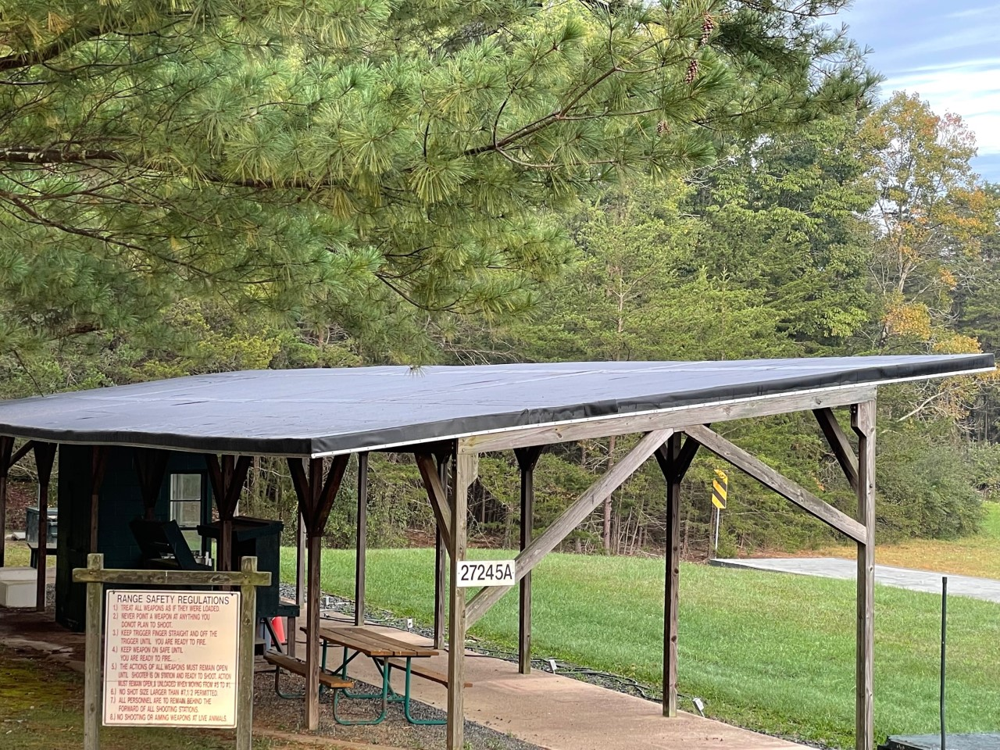 27245A
RANGE SAFETY REGULATIONS
1.) TREAT ALL WEAPONS AS IF THEY WERE LOADED.
2.) NEVER POINT A WEAPON AT ANYTHING YOU
DONOT PLAN TO SHOOT.
3.) KEEP TRIGGER FINGER STRAIGHT AND OFF THE
TRIGGER UNTIL YOU ARE READY TO FIRE.
4.) KEEP WEAPON ON SAFE UNTIL
YOU ARE READY TO FIRE..
5.) THE ACTIONS OF ALL WEAPONS MUST REMAIN OPEN
UNTIL SHOOTER IS ON STATION AND READY TO SHOOT. ACTION
MUST REMAIN OPEN & UNLOADED WHEN MOVING FROM #5 TO #1.
6.) NO SHOT SIZE LARGER THAN #7,1/2 PERMITTED.
7.) ALL PERSONNEL ARE TO REMAIN BEHIND THE
FORWARD OF ALL SHOOTING STATIONS.
8.) NO SHOOTING OR AIMING WEAPONS AT LIVE ANIMALS.